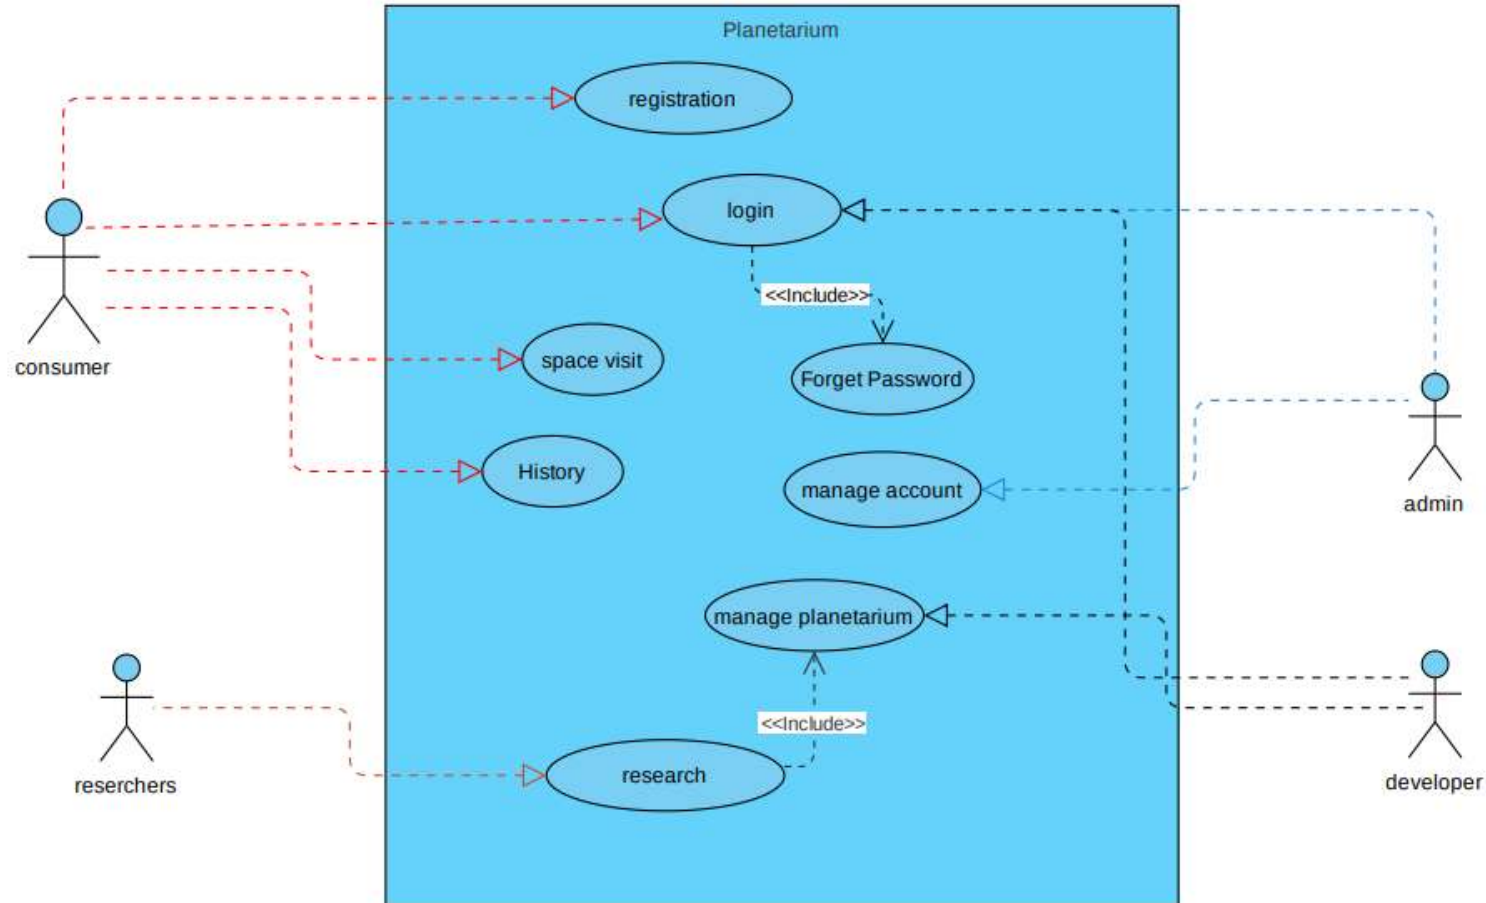 Planetarium
registration
login
<<Include>>
consumer
space visit
Forget Password
History
manage account
admin
manage planetarium
<<Include>>
reserchers
research
developer